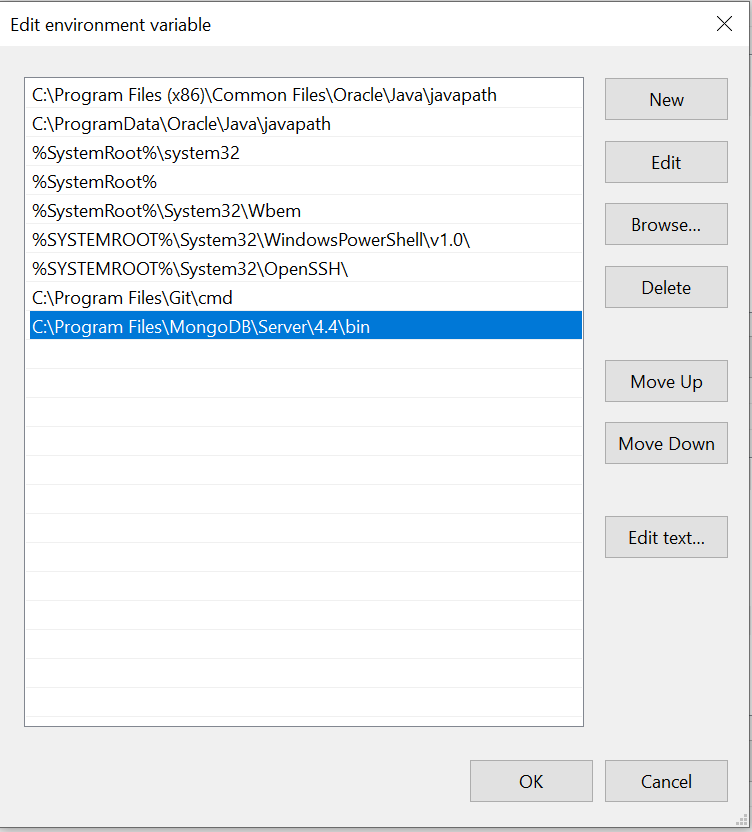 Edit environment variable
C:\Program Files (x86)\Common Files\Oracle\Java\javapath
C:\ProgramData\Oracle\Java\javapath
%SystemRoot%\system32
%SystemRoot%
%SystemRoot%\System32\Wbem
%SYSTEMROOT%\System32\WindowsPowerShell\v1.0\
%SYSTEMROOT%\System32\OpenSSH\
C:\Program Files\Git\cmd
C:\Program Files\MongoDB\Server\4.4\bin
New
Edit
Browse...
Delete
Move Up
Move Down
Edit text...
OK
Cancel